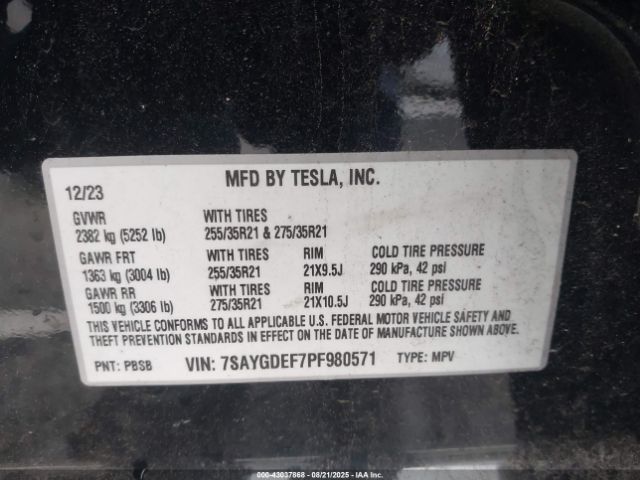 MFD BY TESLA, INC.
12/23
GVWR WITH TIRES
2382 kg (5252 lb) 255/35R21 & 275/35R21
GAWR FRT WITH TIRES RIM COLD TIRE PRESSURE
1363 kg (3004 lb) 255/35R21 21X9.5J 290 kPa, 42 psi
GAWR RR WITH TIRES RIM COLD TIRE PRESSURE
1500 kg (3306 lb) 275/35R21 21X10.5J 290 kPa, 42 psi
THIS VEHICLE CONFORMS TO ALL APPLICABLE U.S. FEDERAL MOTOR VEHICLE SAFETY AND
THEFT PREVENTION STANDARDS IN EFFECT ON THE DATE OF MANUFACTURE SHOWN ABOVE.
PNT: PBSB VIN: 7SAYGDEF7PF980571 TYPE: MPV
000-43037868 - 08/21/2025 - IAA Inc.